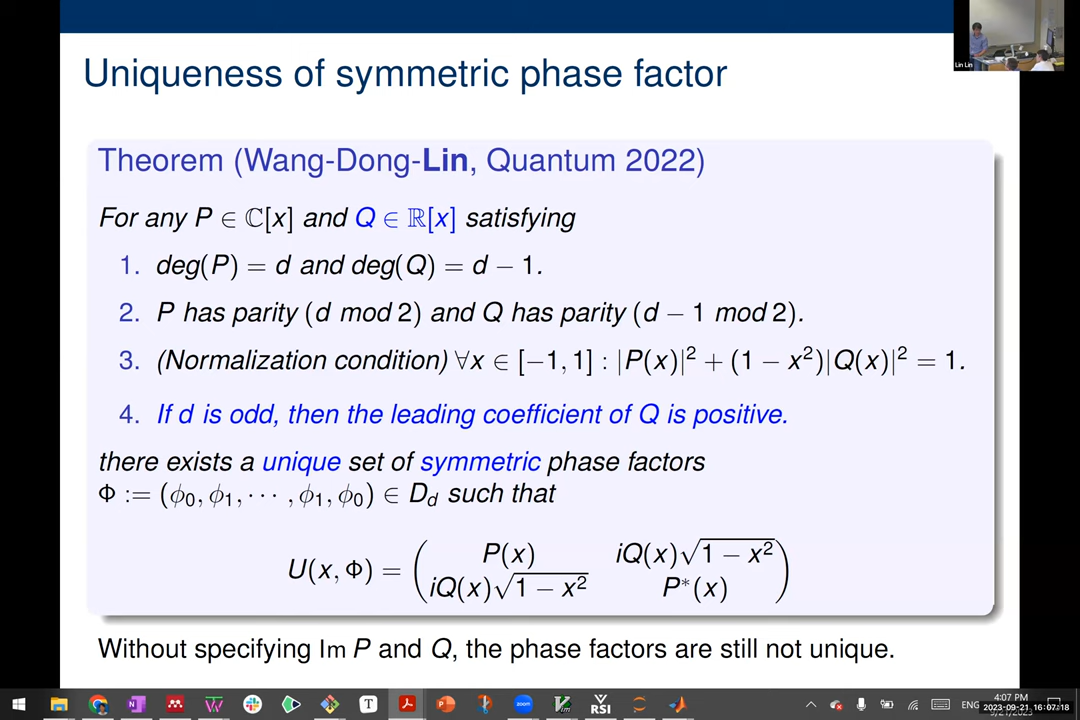 Uniqueness of symmetric phase factor
Lin Lin
Theorem (Wang-Dong-Lin, Quantum 2022)
For any P ∈ ℂ[x] and Q ∈ ℝ[x] satisfying
1. deg(P) = d and deg(Q) = d − 1.
2. P has parity (d mod 2) and Q has parity (d − 1 mod 2).
3. (Normalization condition) ∀x ∈ [−1, 1] : |P(x)|² + (1 − x²)|Q(x)|² = 1.
4. If d is odd, then the leading coefficient of Q is positive.
there exists a unique set of symmetric phase factors
Φ := (ϕ₀, ϕ₁, ⋯ , ϕ₁, ϕ₀) ∈ D_d such that
U(x, Φ) = ( P(x) iQ(x)√(1 − x²)
iQ(x)√(1 − x²) P*(x) )
Without specifying Im P and Q, the phase factors are still not unique.
zoom
RSI
T
ENG
4:07 PM
2023-09-21 16:07:18